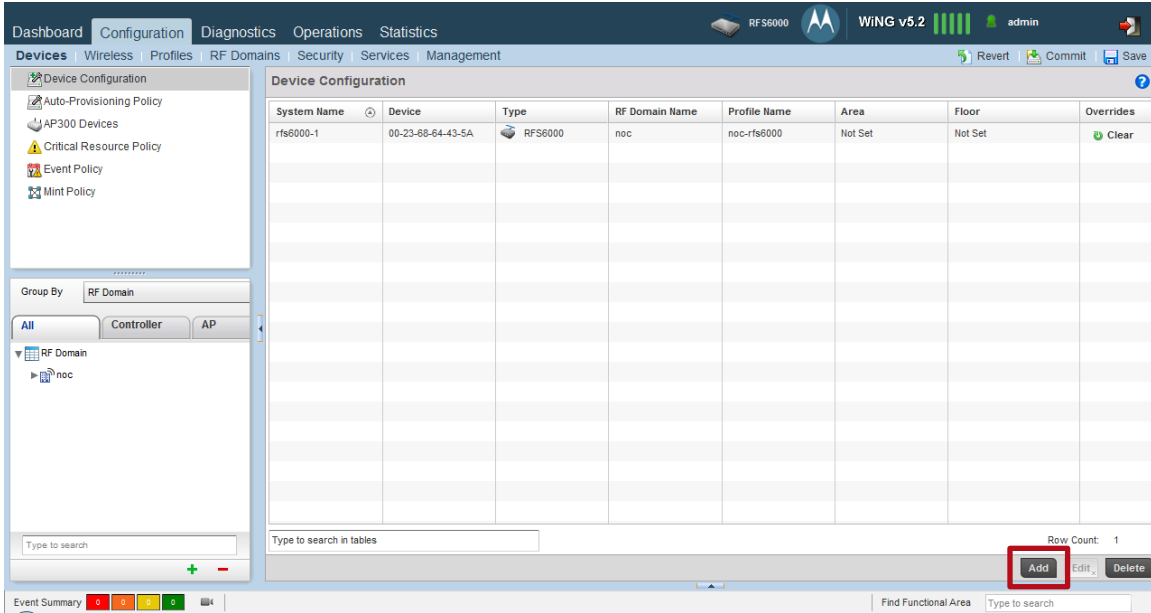 Dashboard Configuration Diagnostics Operations Statistics RFS6000 WiNG v5.2 admin
Devices Wireless Profiles RF Domains Security Services Management Revert Commit Save
Device Configuration
Auto-Provisioning Policy
AP300 Devices
Critical Resource Policy
Event Policy
Mint Policy
Group By RF Domain
All Controller AP
RF Domain
noc
Type to search
Device Configuration
System Name Device Type RF Domain Name Profile Name Area Floor Overrides
rfs6000-1 00-23-68-64-43-5A RFS6000 noc noc-rfs6000 Not Set Not Set Clear
Type to search in tables Row Count: 1
Add Edit Delete
Event Summary 0 0 0 0 Find Functional Area Type to search